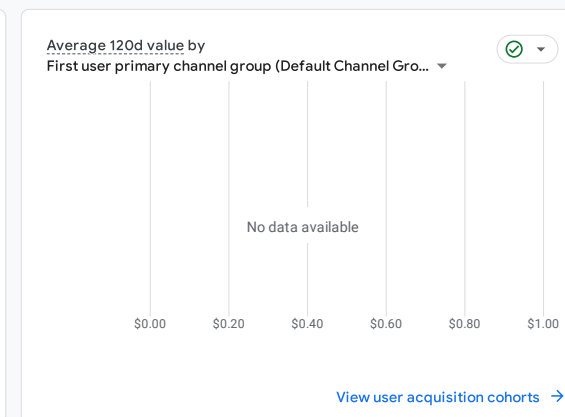 Average 120d value by
First user primary channel group (Default Channel Gro...
No data available
$0.00 $0.20 $0.40 $0.60 $0.80 $1.00
View user acquisition cohorts